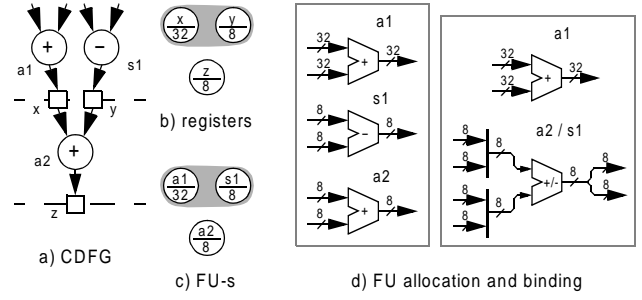 +
−
a1
s1
x
y
+
a2
z
a) CDFG
x
32
y
8
z
8
b) registers
a1
32
s1
8
a2
8
c) FU-s
a1
32
32
+
32
s1
8
8
-
8
a2
8
8
+
8
a1
32
32
+
32
a2 / s1
8
8
8
8
8
8
+/-
8
8
8
d) FU allocation and binding